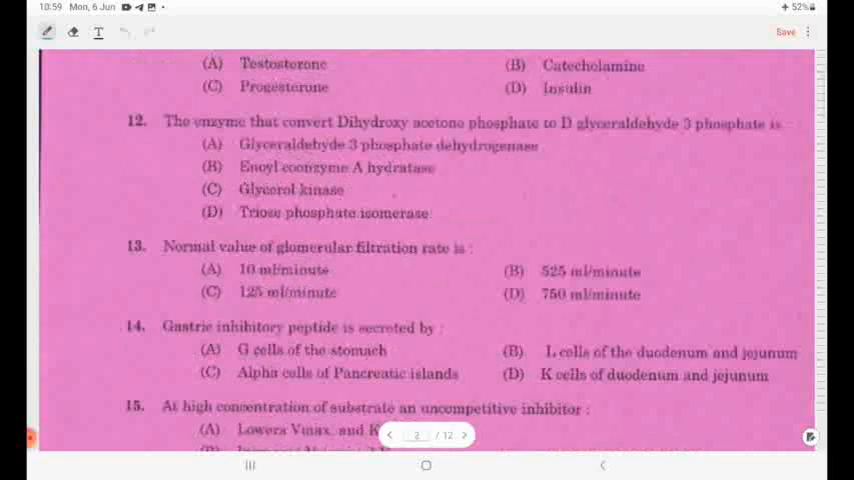 10:59 Mon, 6 Jun
52%
T
Save
(A) Testosterone (B) Catecholamine
(C) Progesterone (D) Insulin
12. The enzyme that convert Dihydroxy acetone phosphate to D glyceraldehyde 3 phosphate is :
(A) Glyceraldehyde 3 phosphate dehydrogenase
(B) Enoyl coenzyme A hydratase
(C) Glycerol kinase
(D) Triose phosphate isomerase
13. Normal value of glomerular filtration rate is :
(A) 10 ml/minute (B) 525 ml/minute
(C) 125 ml/minute (D) 750 ml/minute
14. Gastric inhibitory peptide is secreted by :
(A) G cells of the stomach (B) L cells of the duodenum and jejunum
(C) Alpha cells of Pancreatic islands (D) K cells of duodenum and jejunum
15. At high concentration of substrate an uncompetitive inhibitor :
(A) Lowers Vmax, and K
2 / 12